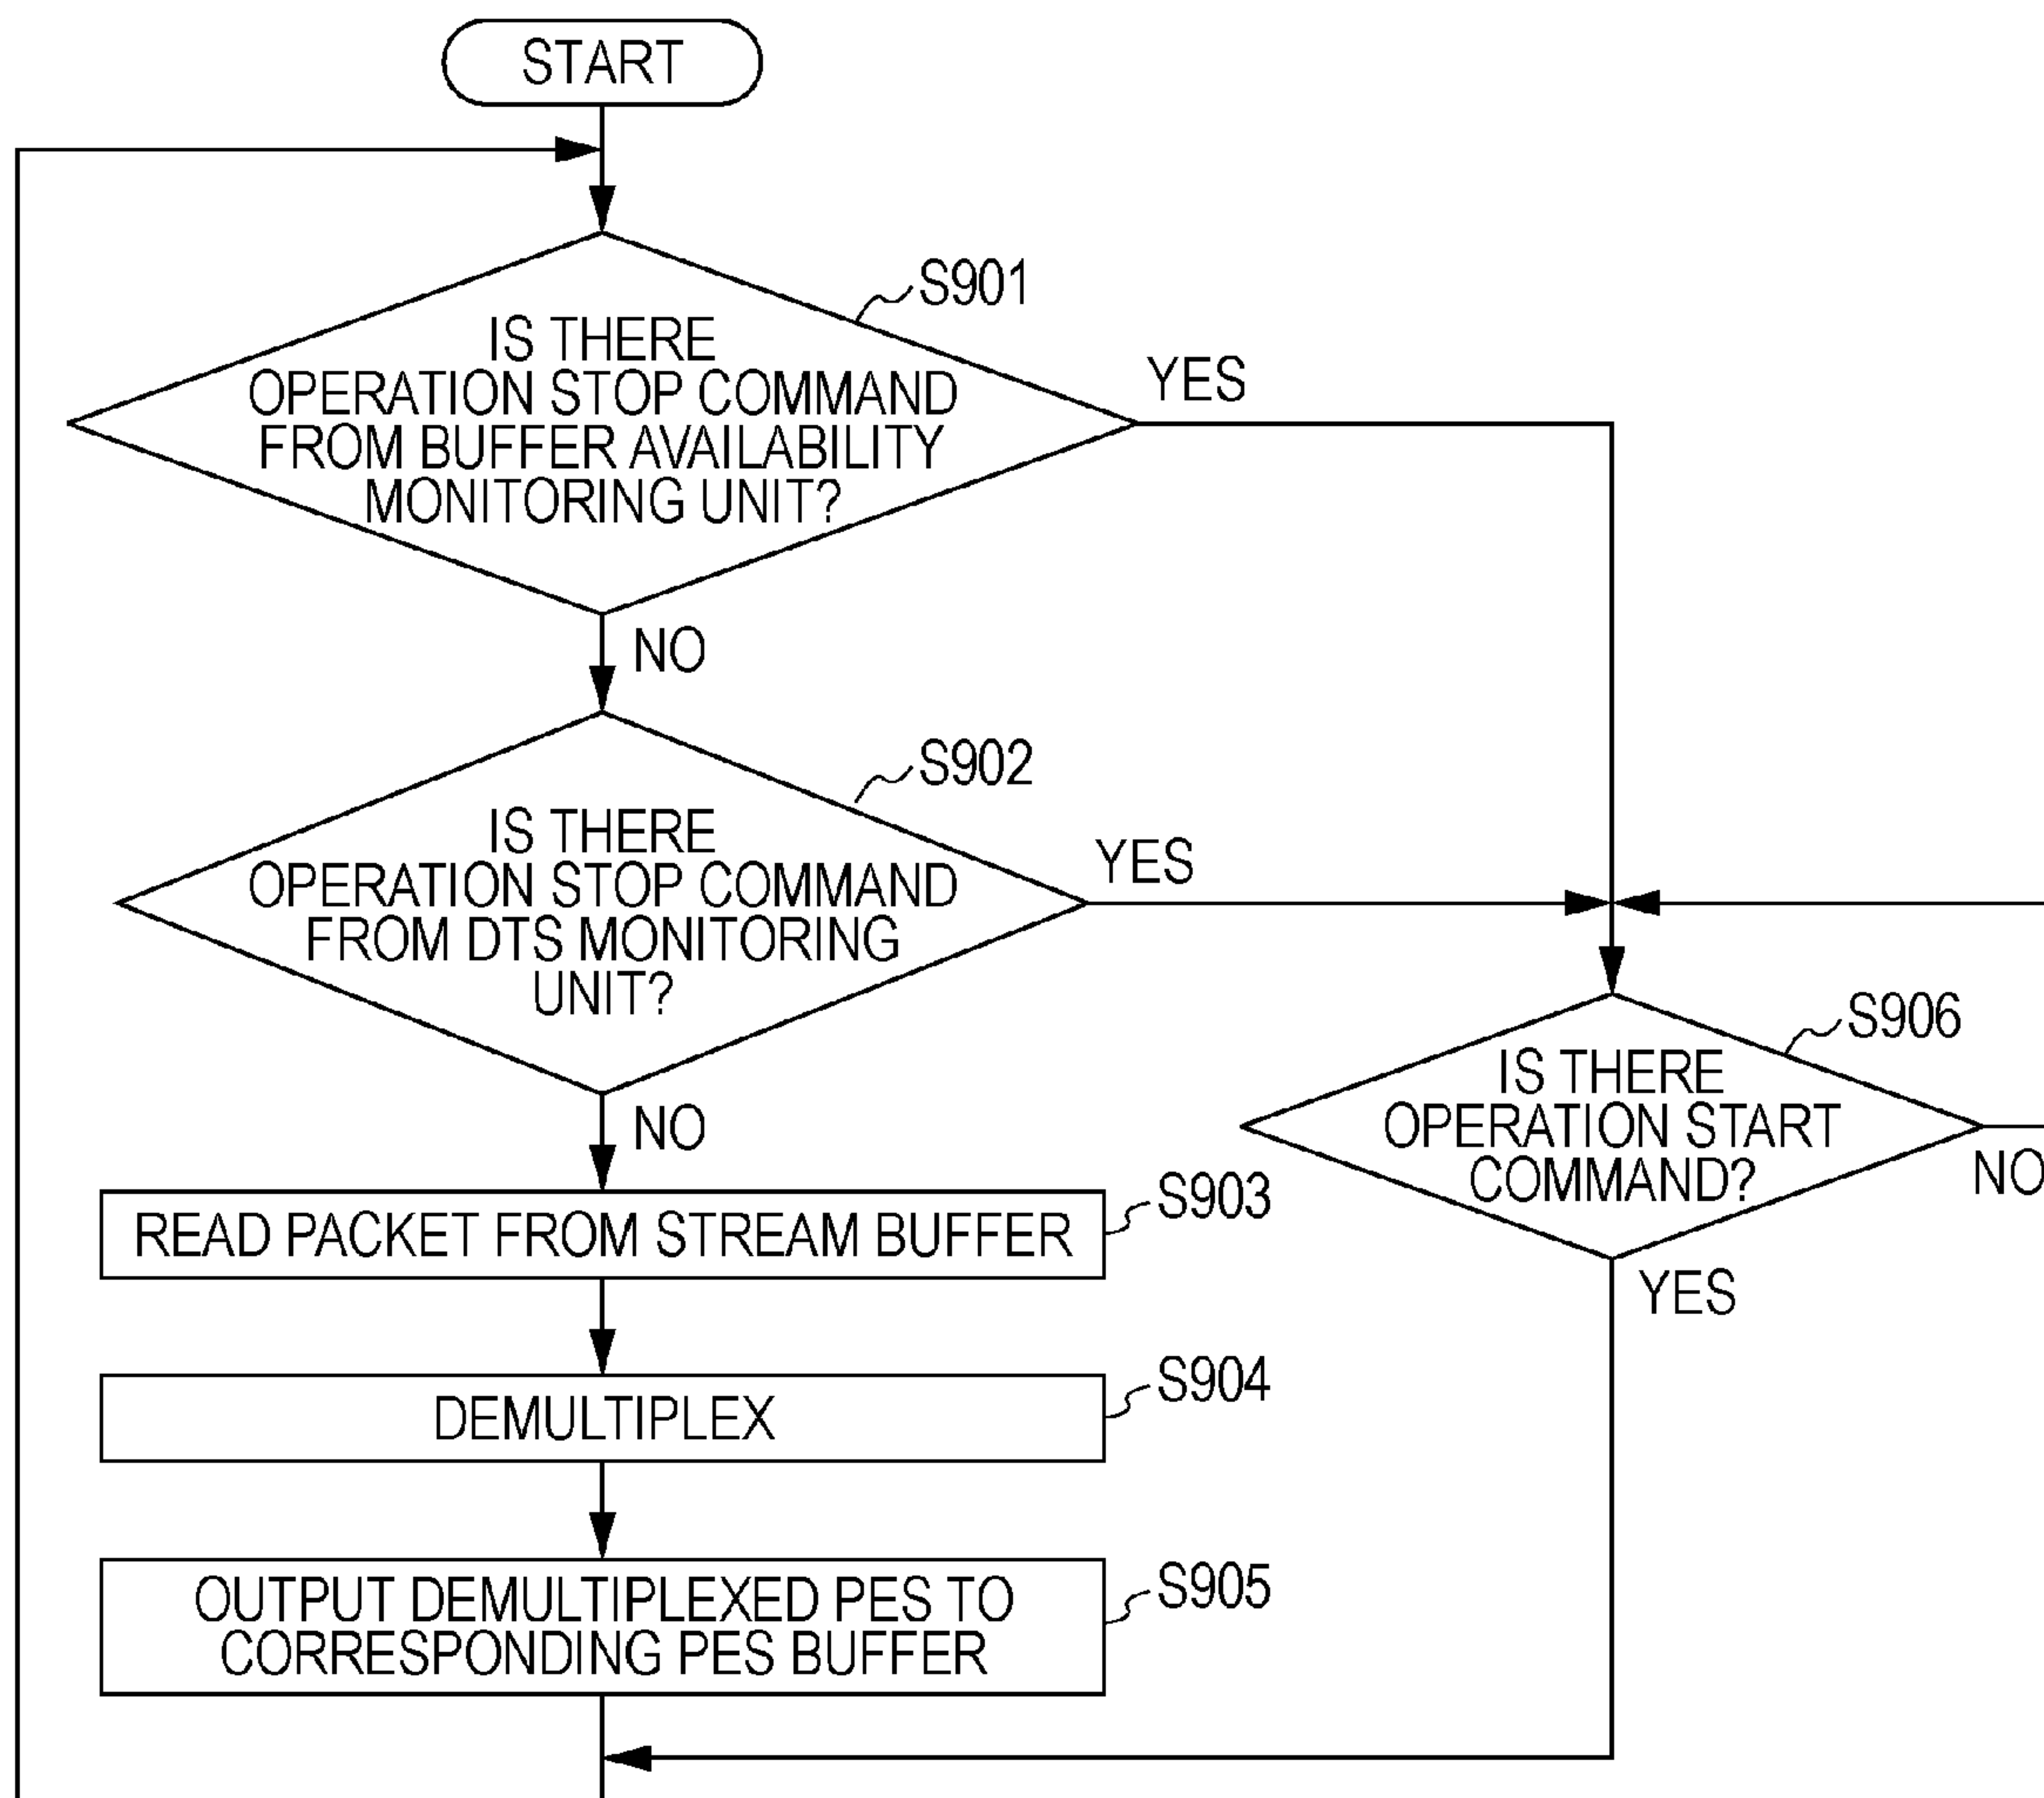 START
S901
IS THERE
OPERATION STOP COMMAND
FROM BUFFER AVAILABILITY
MONITORING UNIT?
YES
NO
S902
IS THERE
OPERATION STOP COMMAND
FROM DTS MONITORING
UNIT?
YES
NO
S906
IS THERE
OPERATION START
COMMAND?
NO
YES
S903
READ PACKET FROM STREAM BUFFER
S904
DEMULTIPLEX
S905
OUTPUT DEMULTIPLEXED PES TO
CORRESPONDING PES BUFFER